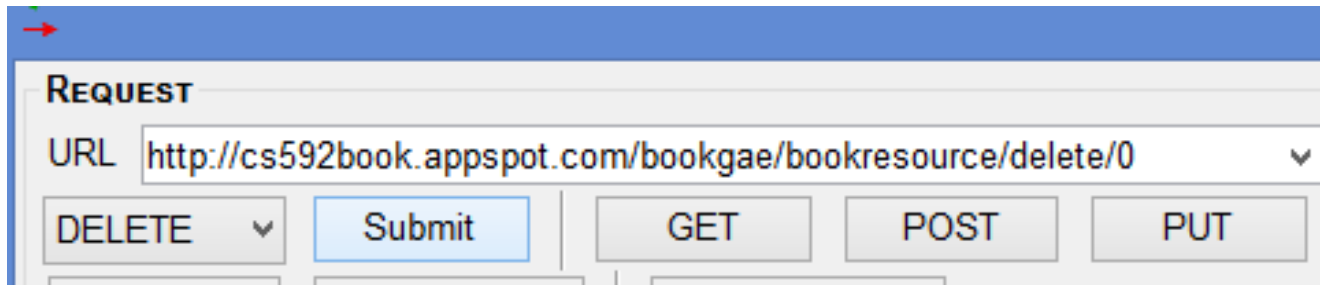 REQUEST
URL http://cs592book.appspot.com/bookgae/bookresource/delete/0
DELETE Submit GET POST PUT